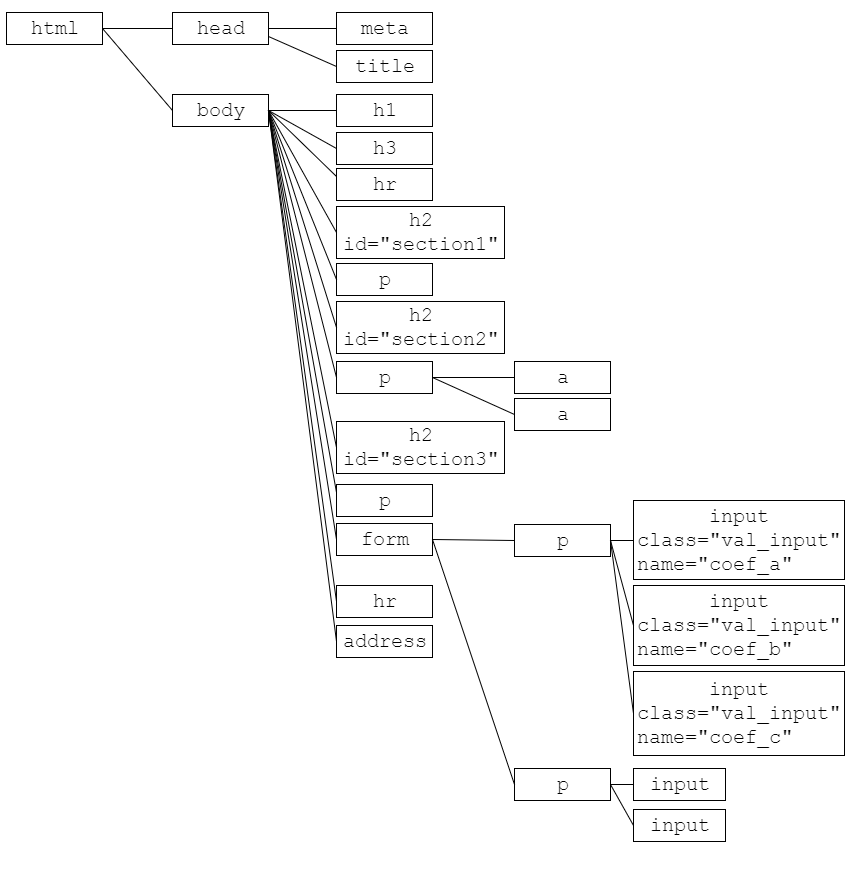 html
head
meta
title
body
h1
h3
hr
h2
id="section1"
p
h2
id="section2"
p
a
a
h2
id="section3"
p
form
p
input
class="val_input"
name="coef_a"
input
class="val_input"
name="coef_b"
input
class="val_input"
name="coef_c"
p
input
input
hr
address